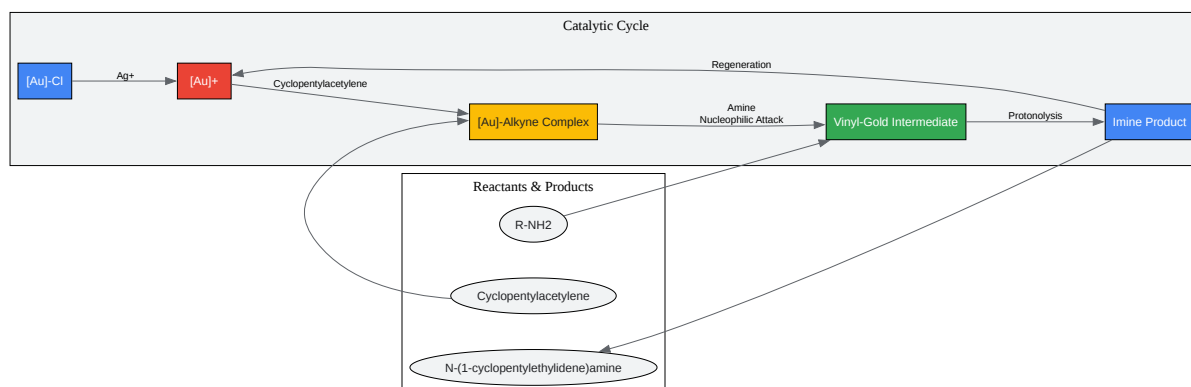 Catalytic Cycle
[Au]-Cl
Ag+
[Au]+
Cyclopentylacetylene
Regeneration
[Au]-Alkyne Complex
Amine
Nucleophilic Attack
Vinyl-Gold Intermediate
Protonolysis
Imine Product
Reactants & Products
R-NH2
Cyclopentylacetylene
N-(1-cyclopentylethylidene)amine